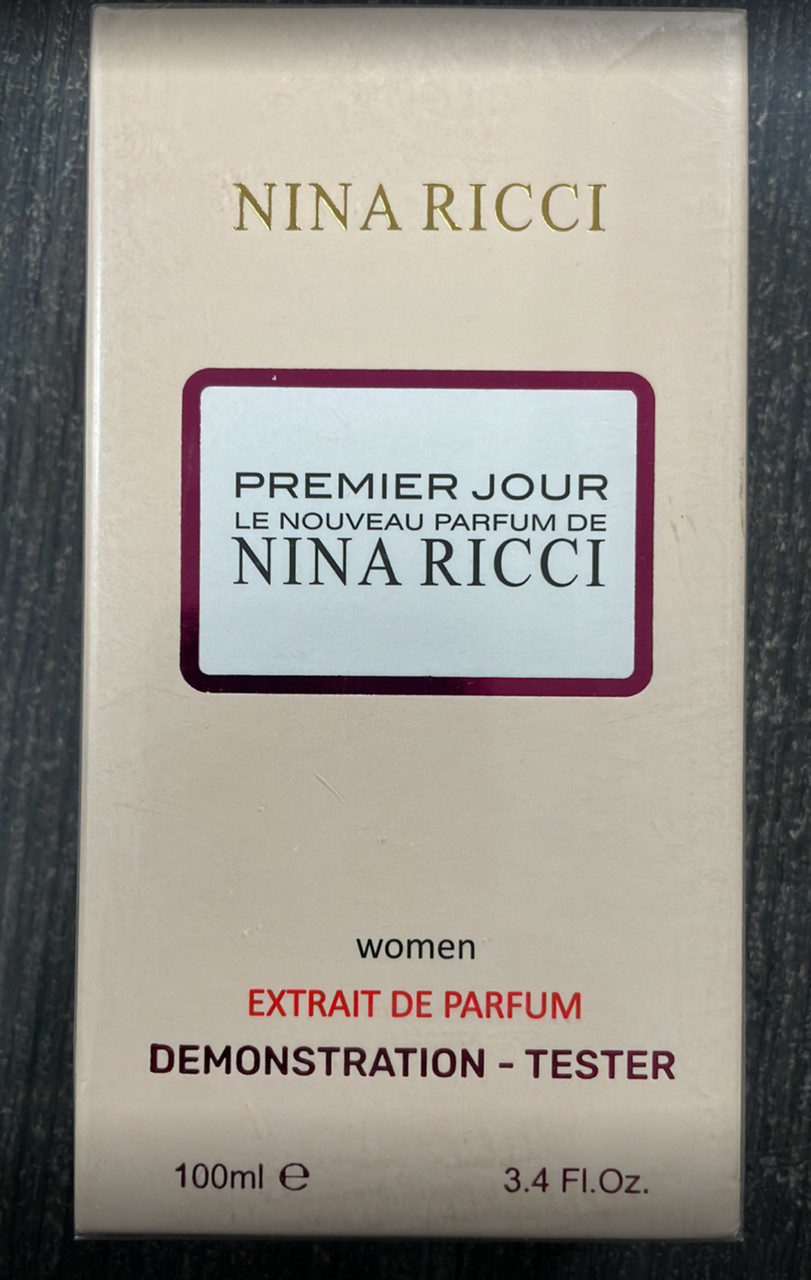 NINA RICCI
PREMIER JOUR
LE NOUVEAU PARFUM DE
NINA RICCI
women
EXTRAIT DE PARFUM
DEMONSTRATION - TESTER
100ml ℮
3.4 Fl.Oz.